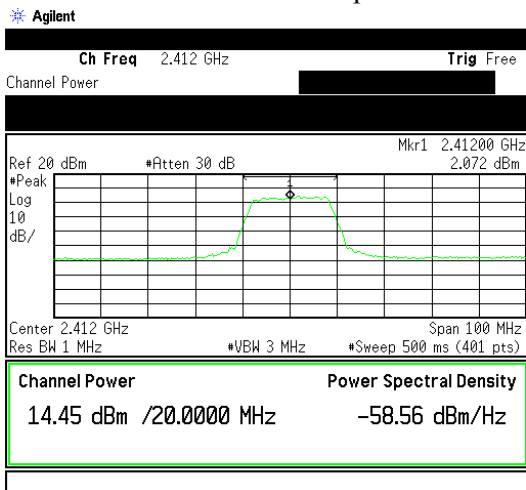 Agilent
Ch Freq 2.412 GHz Trig Free
Channel Power
Mkr1 2.41200 GHz
Ref 20 dBm #Atten 30 dB 2.072 dBm
#Peak
Log
10
dB/
1
Center 2.412 GHz Span 100 MHz
Res BW 1 MHz #VBW 3 MHz #Sweep 500 ms (401 pts)
Channel Power Power Spectral Density
14.45 dBm /20.0000 MHz -58.56 dBm/Hz